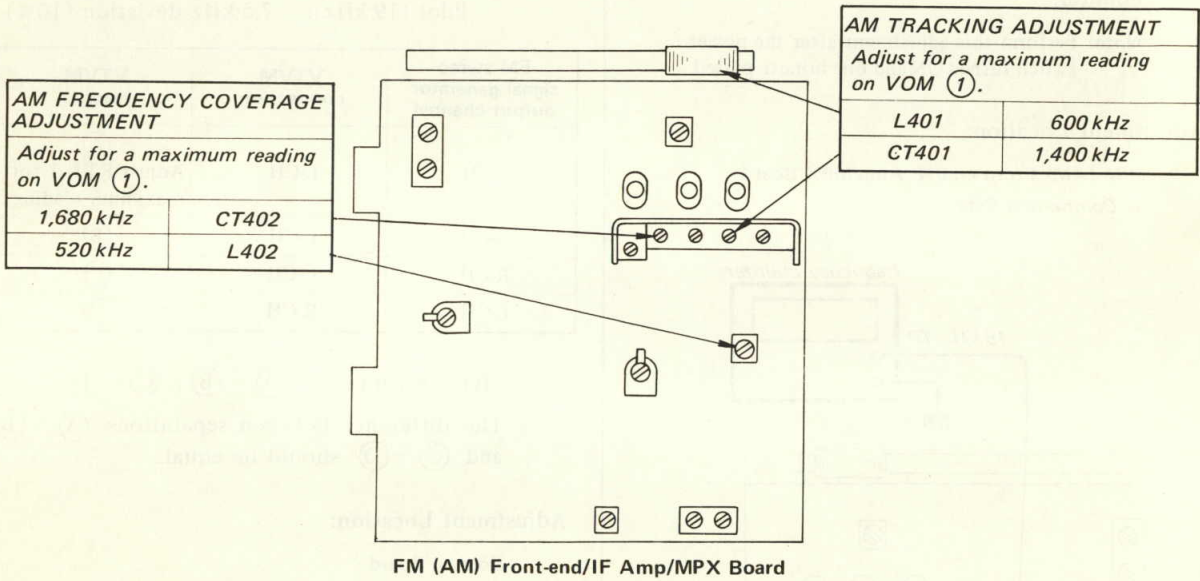 AM FREQUENCY COVERAGE
ADJUSTMENT
Adjust for a maximum reading
on VOM ①.
1,680 kHz CT402
520 kHz L402
AM TRACKING ADJUSTMENT
Adjust for a maximum reading
on VOM ①.
L401 600 kHz
CT401 1,400 kHz
FM (AM) Front-end/IF Amp/MPX Board